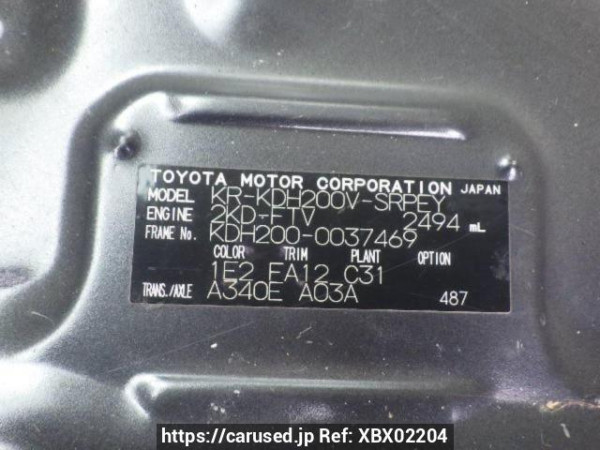 TOYOTA MOTOR CORPORATION JAPAN
MODEL KR-KDH200V-SRPEY
ENGINE 2KD-FTV 2494 mL
FRAME No. KDH200-0037469
COLOR TRIM PLANT OPTION
1E2 FA12 C31
TRANS./AXLE A340E A03A 487
https://carused.jp Ref: XBX02204